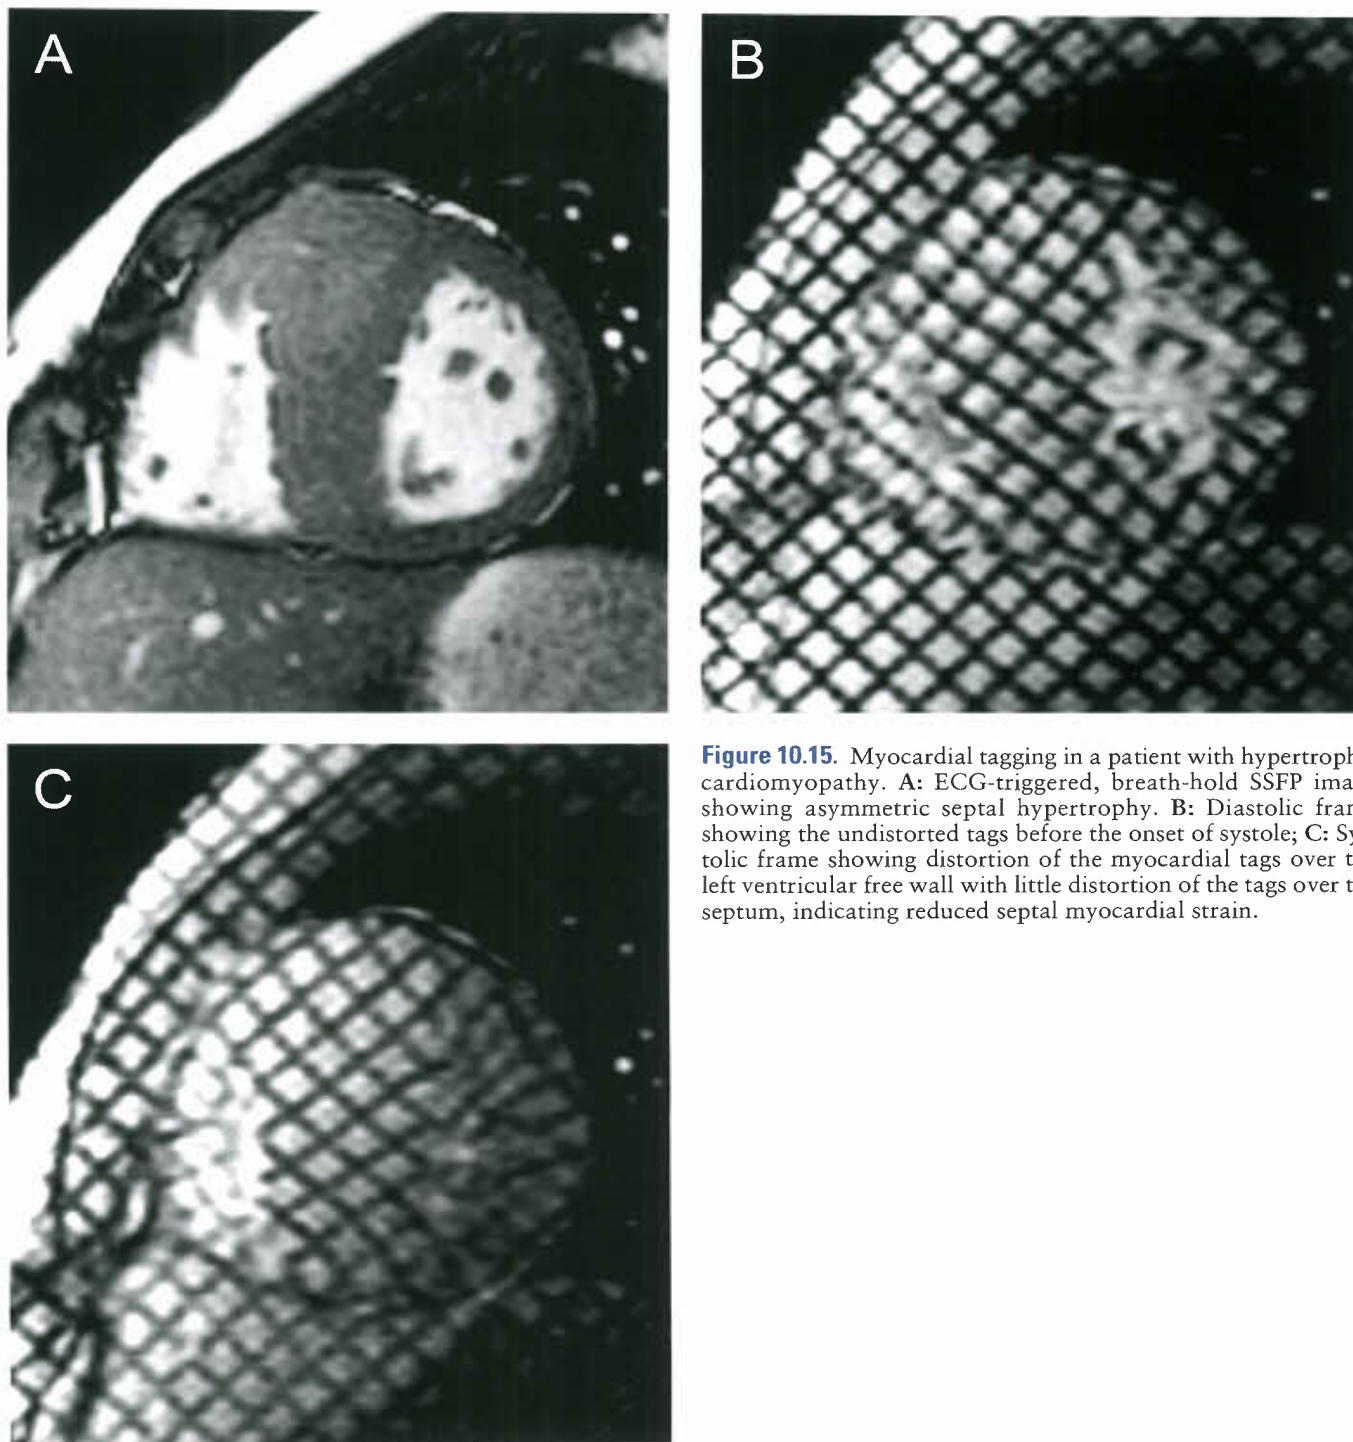 A
B
C
Figure 10.15. Myocardial tagging in a patient with hypertroph
cardiomyopathy. A: ECG-triggered, breath-hold SSFP ima
showing asymmetric septal hypertrophy. B: Diastolic fran
showing the undistorted tags before the onset of systole; C: Sy
tolic frame showing distortion of the myocardial tags over t
left ventricular free wall with little distortion of the tags over t
septum, indicating reduced septal myocardial strain.